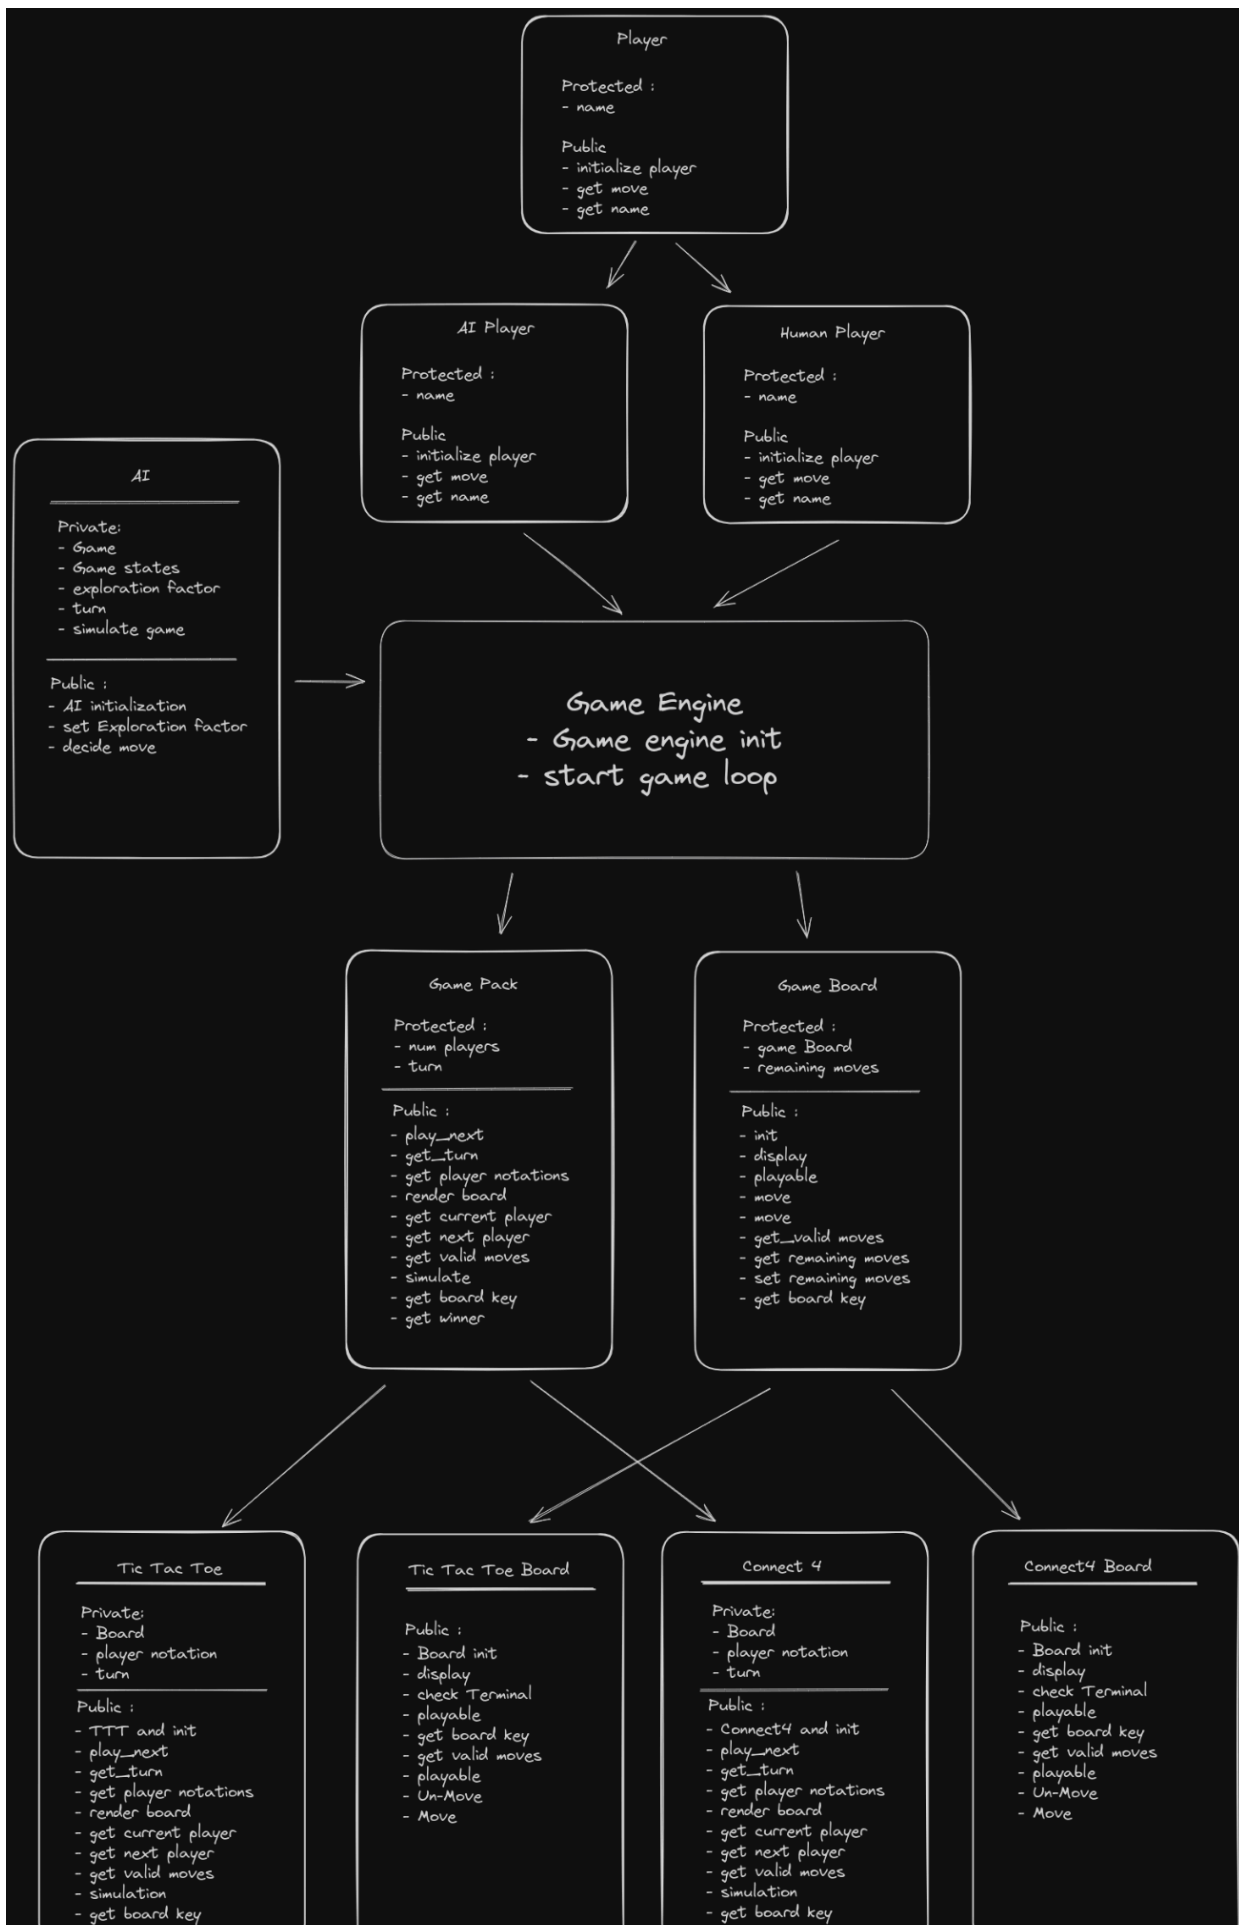 Player
Protected :
- name
Public
- initialize player
- get move
- get name
AI Player
Protected :
- name
Public
- initialize player
- get move
- get name
Human Player
Protected :
- name
Public
- initialize player
- get move
- get name
AI
Private:
- Game
- Game states
- exploration factor
- turn
- simulate game
Public :
- AI initialization
- set Exploration factor
- decide move
Game Engine
- Game engine init
- start game loop
Game Pack
Protected :
- num players
- turn
Public :
- play_next
- get_turn
- get player notations
- render board
- get current player
- get next player
- get valid moves
- simulate
- get board key
- get winner
Game Board
Protected :
- game Board
- remaining moves
Public :
- init
- display
- playable
- move
- move
- get_valid moves
- get remaining moves
- set remaining moves
- get board key
Tic Tac Toe
Private:
- Board
- player notation
- turn
Public :
- TTT and init
- play_next
- get_turn
- get player notations
- render board
- get current player
- get next player
- get valid moves
- simulation
- get board key
Tic Tac Toe Board
Public :
- Board init
- display
- check Terminal
- playable
- get board key
- get valid moves
- playable
- Un-Move
- Move
Connect 4
Private:
- Board
- player notation
- turn
Public :
- Connect4 and init
- play_next
- get_turn
- get player notations
- render board
- get current player
- get next player
- get valid moves
- simulation
- get board key
Connect4 Board
Public :
- Board init
- display
- check Terminal
- playable
- get board key
- get valid moves
- playable
- Un-Move
- Move